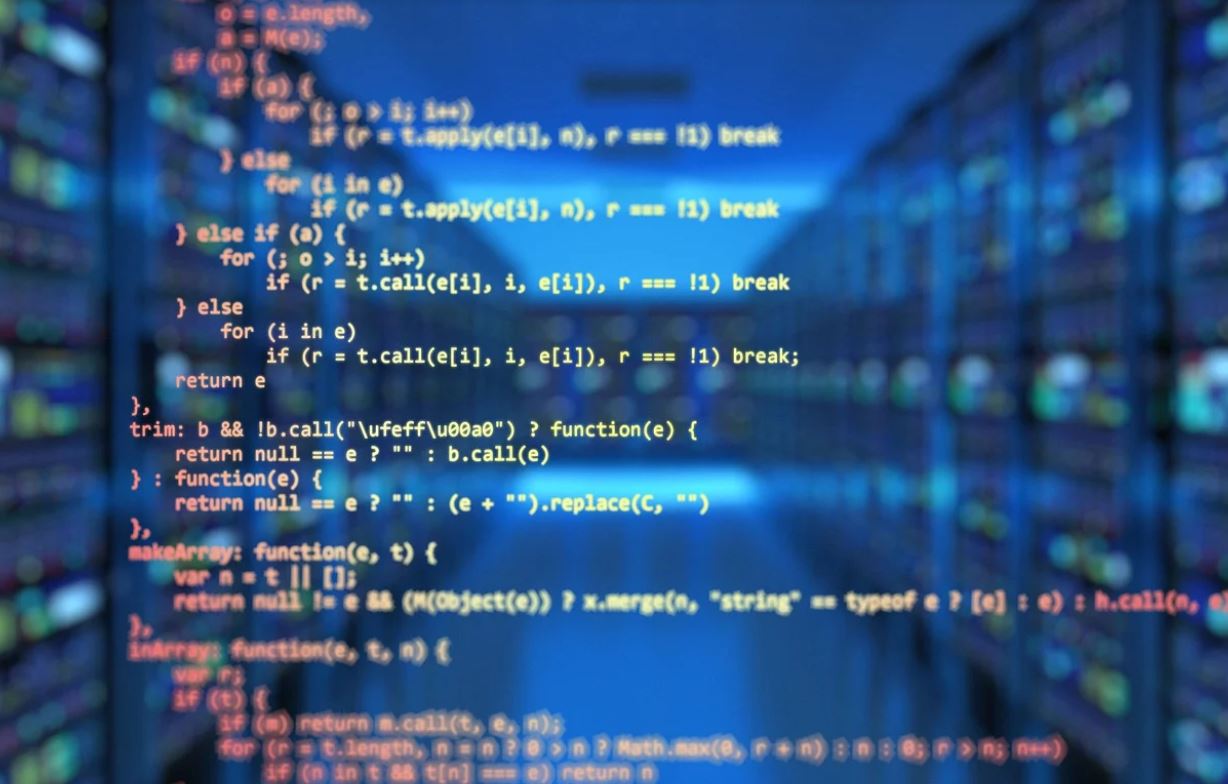 o = e.length,
a = M(e);
if (n) {
if (a) {
for (; o > i; i++)
if (r = t.apply(e[i], n), r === !1) break
} else
for (i in e)
if (r = t.apply(e[i], n), r === !1) break
} else if (a) {
for (; o > i; i++)
if (r = t.call(e[i], i, e[i]), r === !1) break
} else
for (i in e)
if (r = t.call(e[i], i, e[i]), r === !1) break;
return e
},
trim: b && !b.call("\ufeff\u00a0") ? function(e) {
return null == e ? "" : b.call(e)
} : function(e) {
return null == e ? "" : (e + "").replace(C, "")
},
makeArray: function(e, t) {
var n = t || [];
return null != e && (M(Object(e)) ? x.merge(n, "string" == typeof e ? [e] : e) : h.call(n, e)
},
inArray: function(e, t, n) {
var r;
if (t) {
if (m) return m.call(t, e, n);
for (r = t.length, n = n ? 0 > n ? Math.max(0, r + n) : n : 0; r > n; n++)
if (n in t && t[n] === e) return n